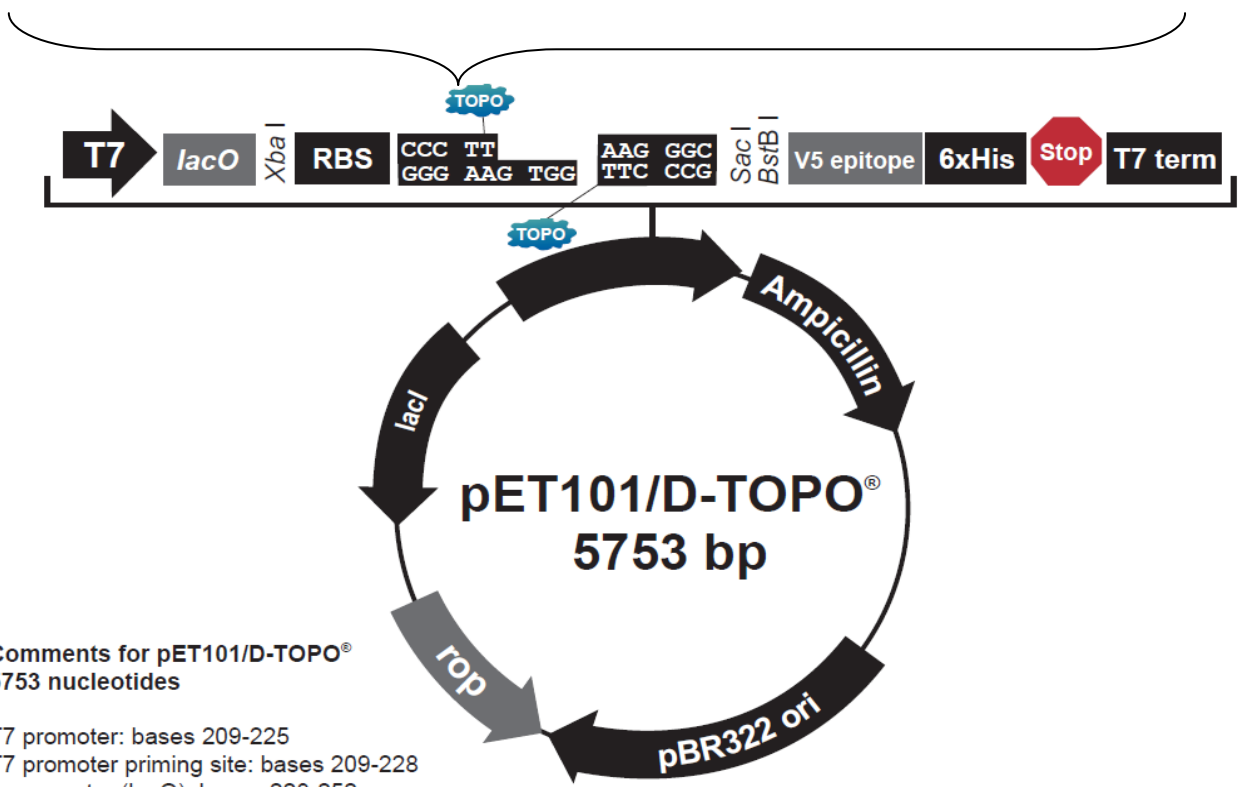 TOPO
T7 lacO Xba I RBS CCC TT AAG GGC Sac I BstB I V5 epitope 6xHis Stop T7 term
GGG AAG TGG TTC CCG
TOPO
Ampicillin
lacI
pET101/D-TOPO®
5753 bp
rop
pBR322 ori
Comments for pET101/D-TOPO®
5753 nucleotides
T7 promoter: bases 209-225
T7 promoter priming site: bases 209-228